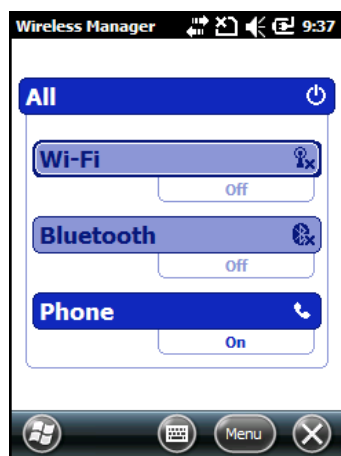 Wireless Manager 9:37
All
Wi-Fi
Off
Bluetooth
Off
Phone
On
Menu